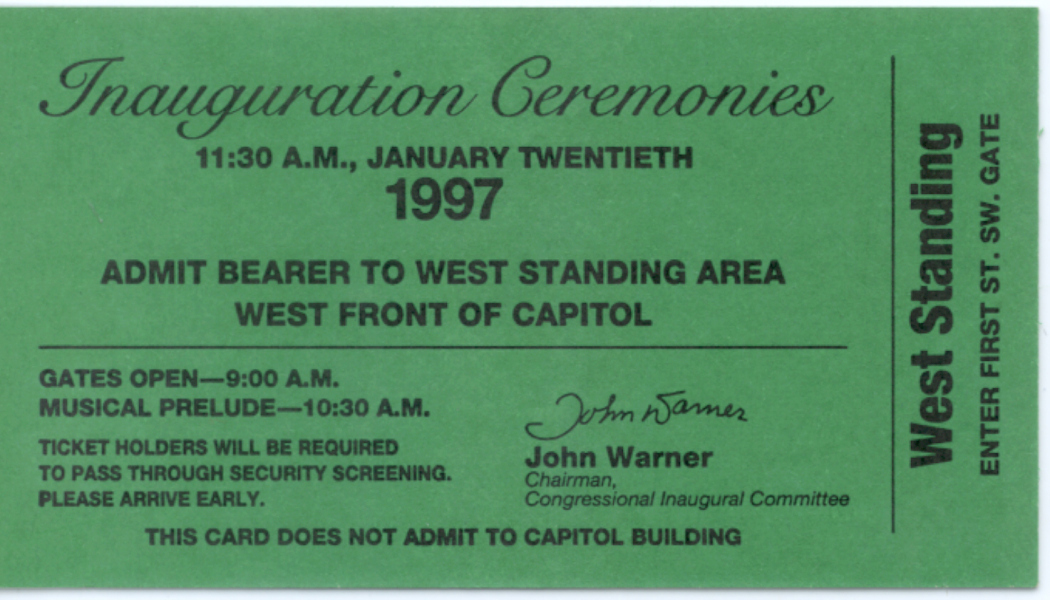 Inauguration Ceremonies
11:30 A.M., JANUARY TWENTIETH
1997
ADMIT BEARER TO WEST STANDING AREA
WEST FRONT OF CAPITOL
GATES OPEN—9:00 A.M.
MUSICAL PRELUDE—10:30 A.M.
TICKET HOLDERS WILL BE REQUIRED
TO PASS THROUGH SECURITY SCREENING.
PLEASE ARRIVE EARLY.
John Warner
John Warner
Chairman,
Congressional Inaugural Committee
THIS CARD DOES NOT ADMIT TO CAPITOL BUILDING
West Standing
ENTER FIRST ST. SW. GATE